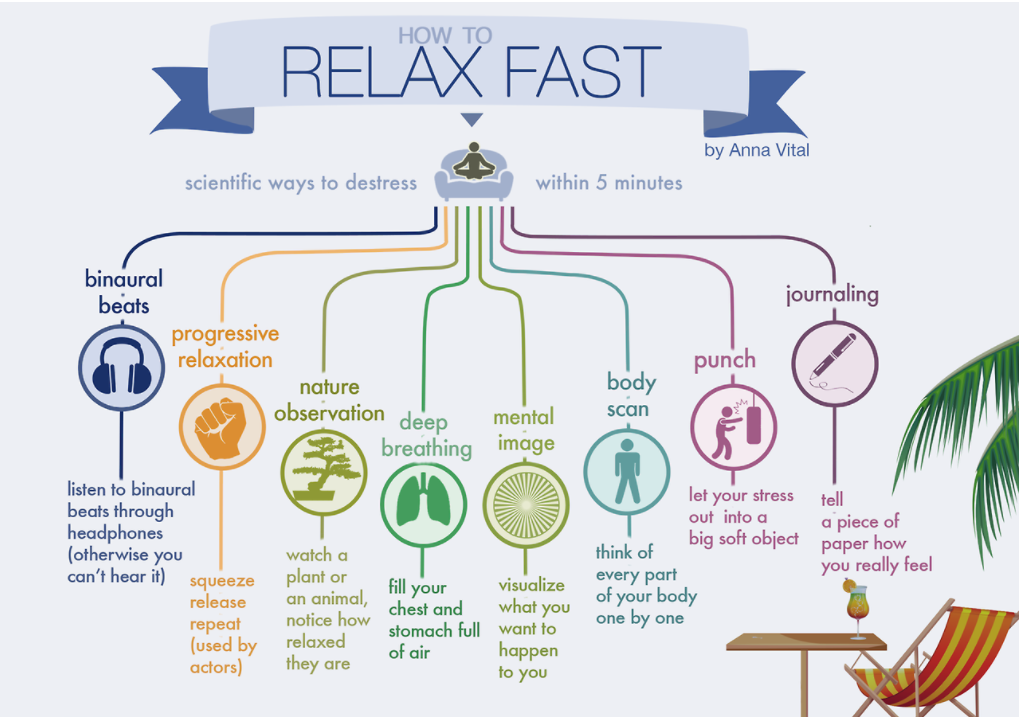 HOW TO
RELAX FAST
by Anna Vital
scientific ways to destress
within 5 minutes
binaural
beats
listen to binaural
beats through
headphones
(otherwise you
can't hear it)
progressive
relaxation
squeeze
release
repeat
(used by
actors)
nature
observation
watch a
plant or
an animal,
notice how
relaxed
they are
deep
breathing
fill your
chest and
stomach full
of air
mental
image
visualize
what you
want to
happen
to you
body
scan
think of
every part
of your body
one by one
punch
let your stress
out into a
big soft object
journaling
tell
a piece of
paper how
you really feel